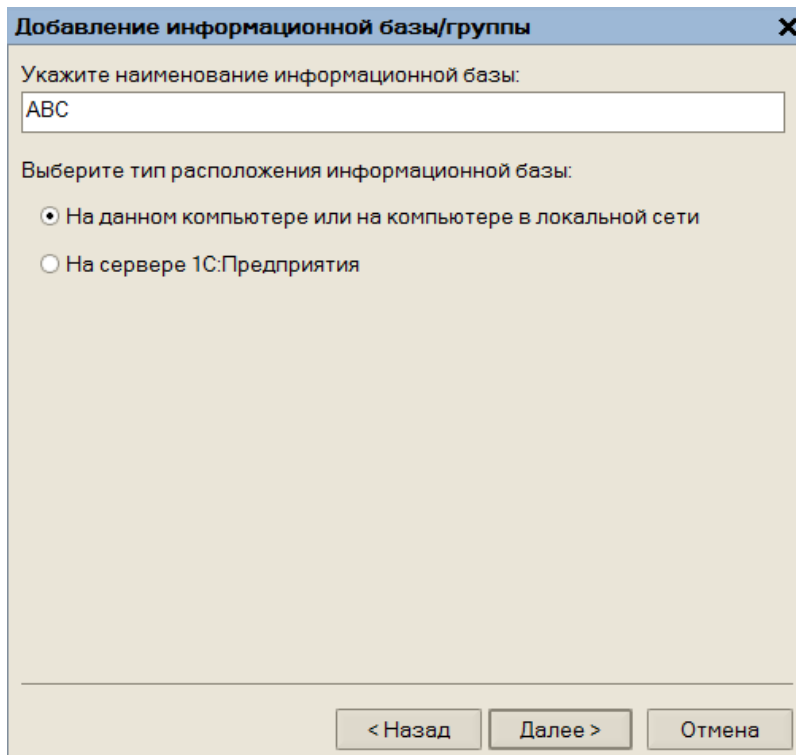 Добавление информационной базы/группы
Укажите наименование информационной базы:
ABC
Выберите тип расположения информационной базы:
На данном компьютере или на компьютере в локальной сети
На сервере 1С:Предприятия
< Назад Далее > Отмена